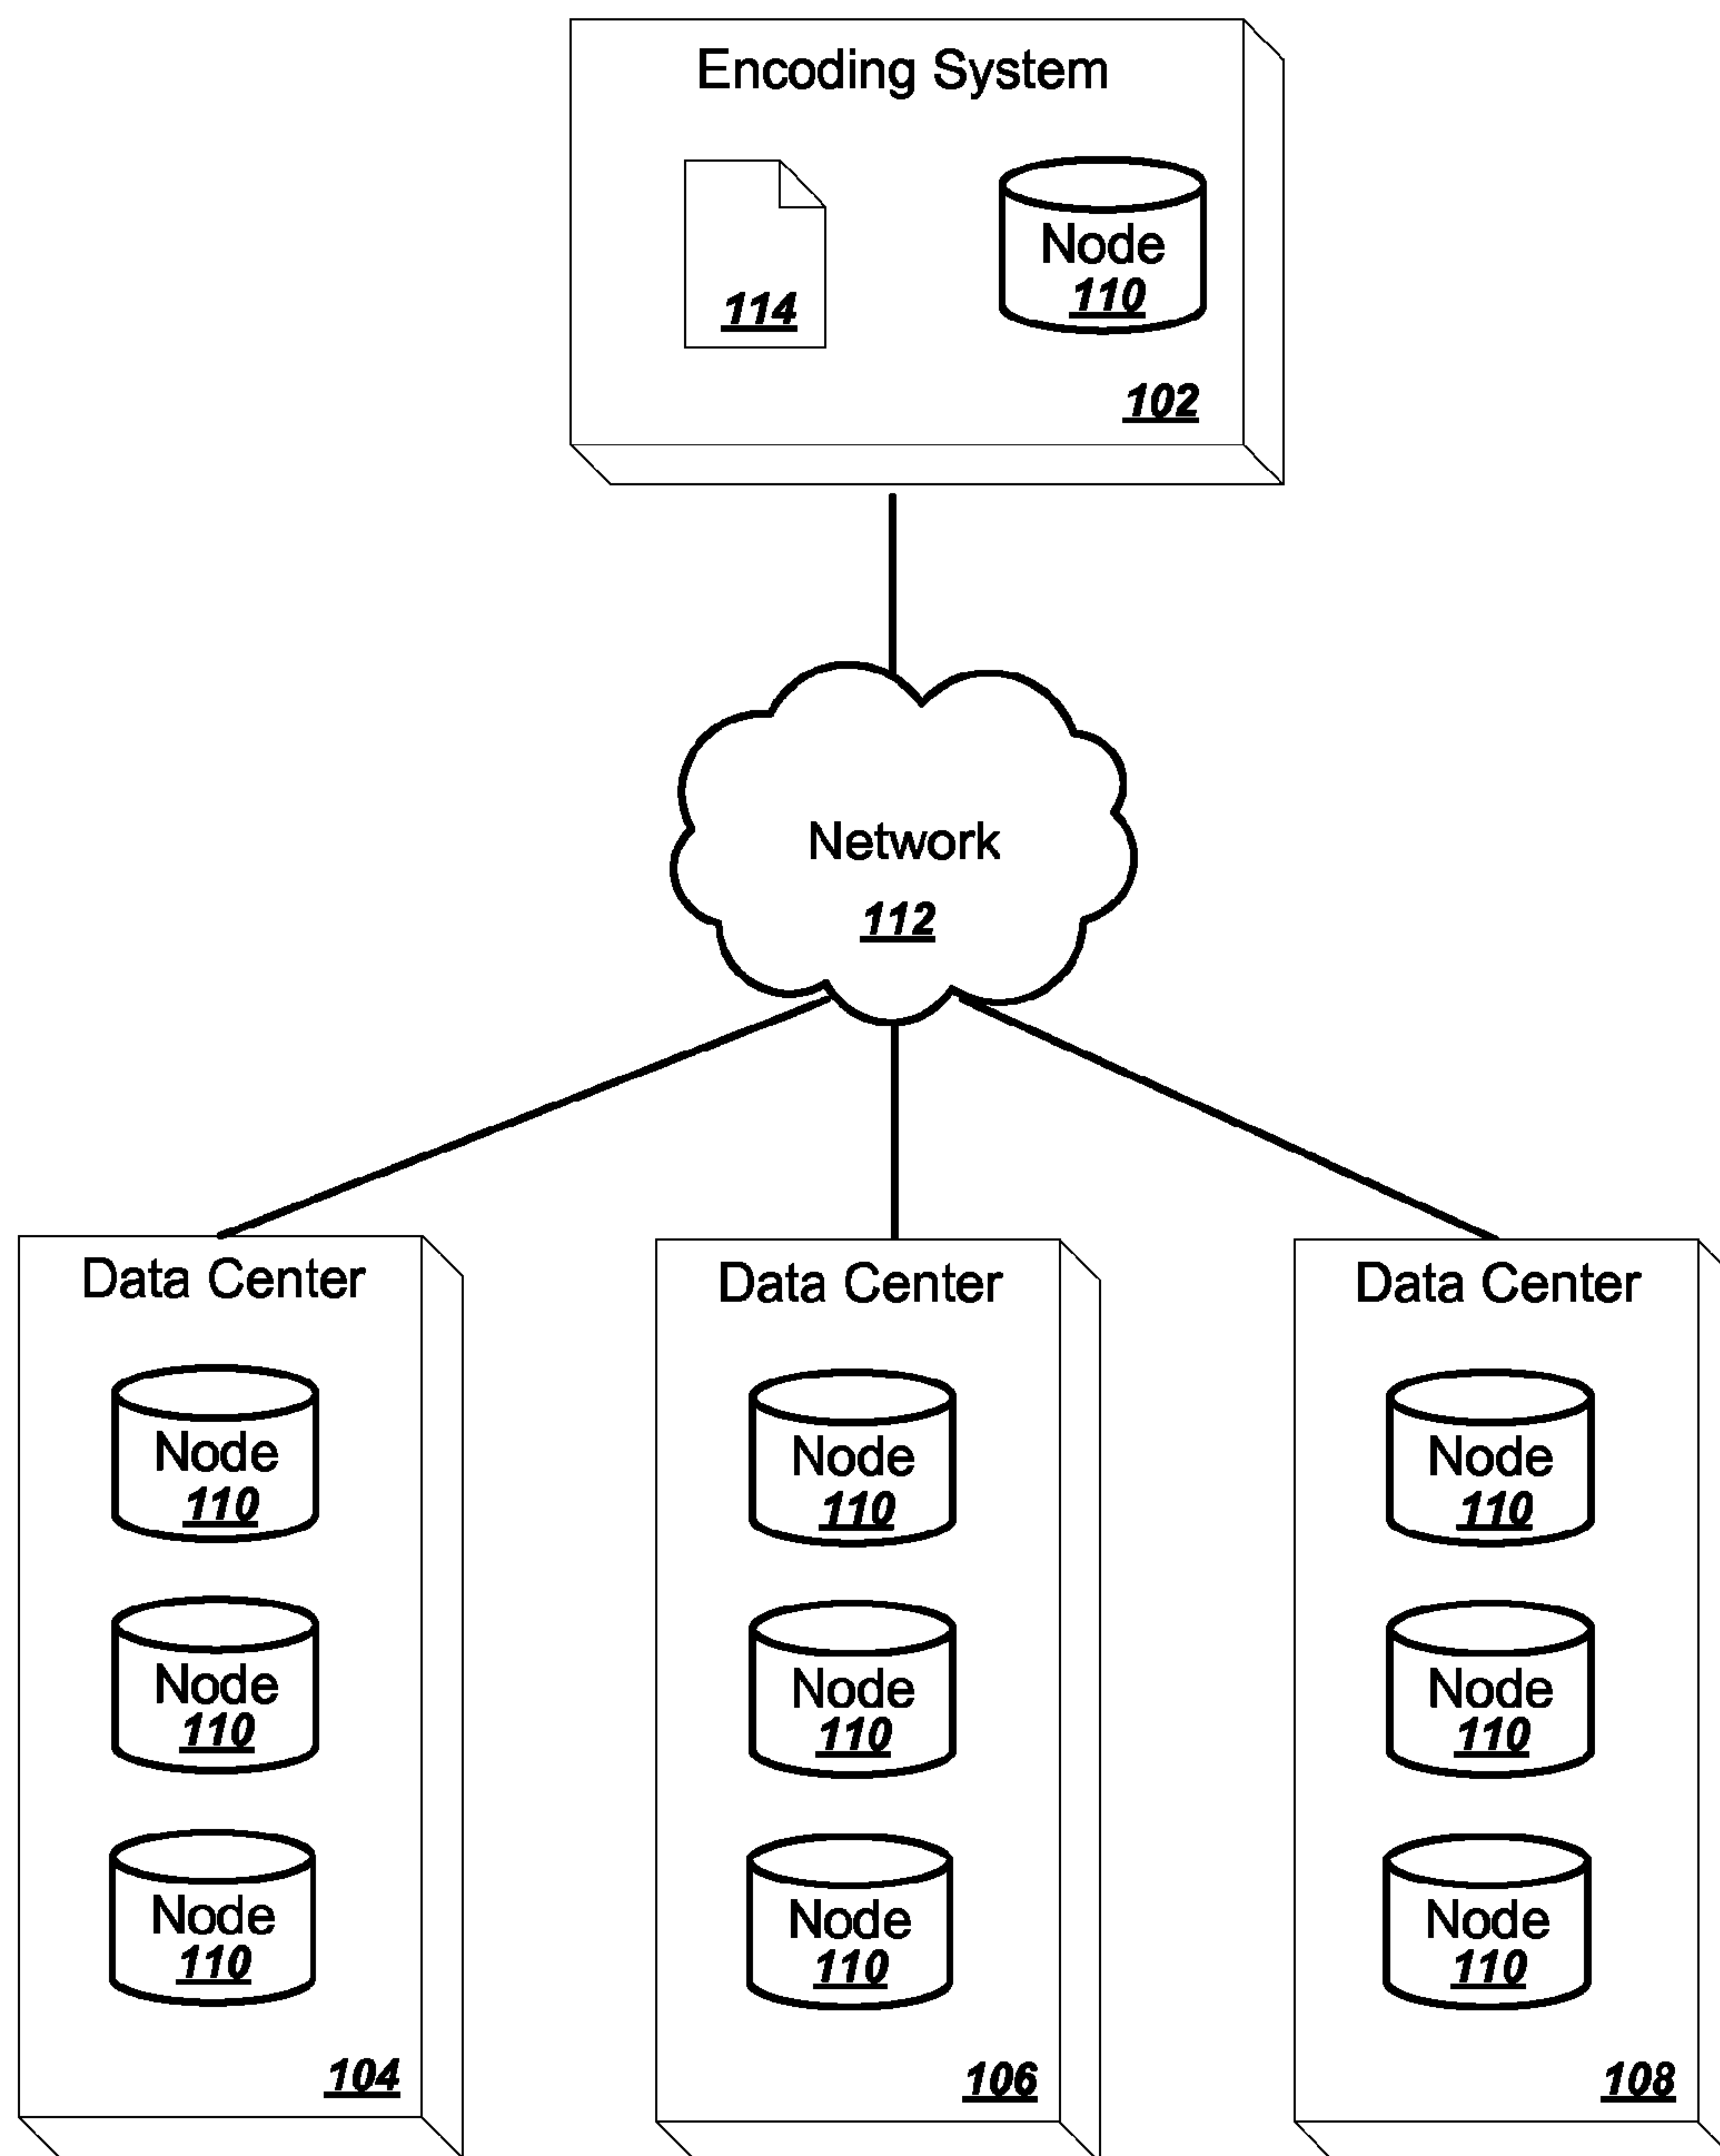 Encoding System
114
Node
110
102
Network
112
Data Center
Node
110
Node
110
Node
110
104
Data Center
Node
110
Node
110
Node
110
106
Data Center
Node
110
Node
110
Node
110
108